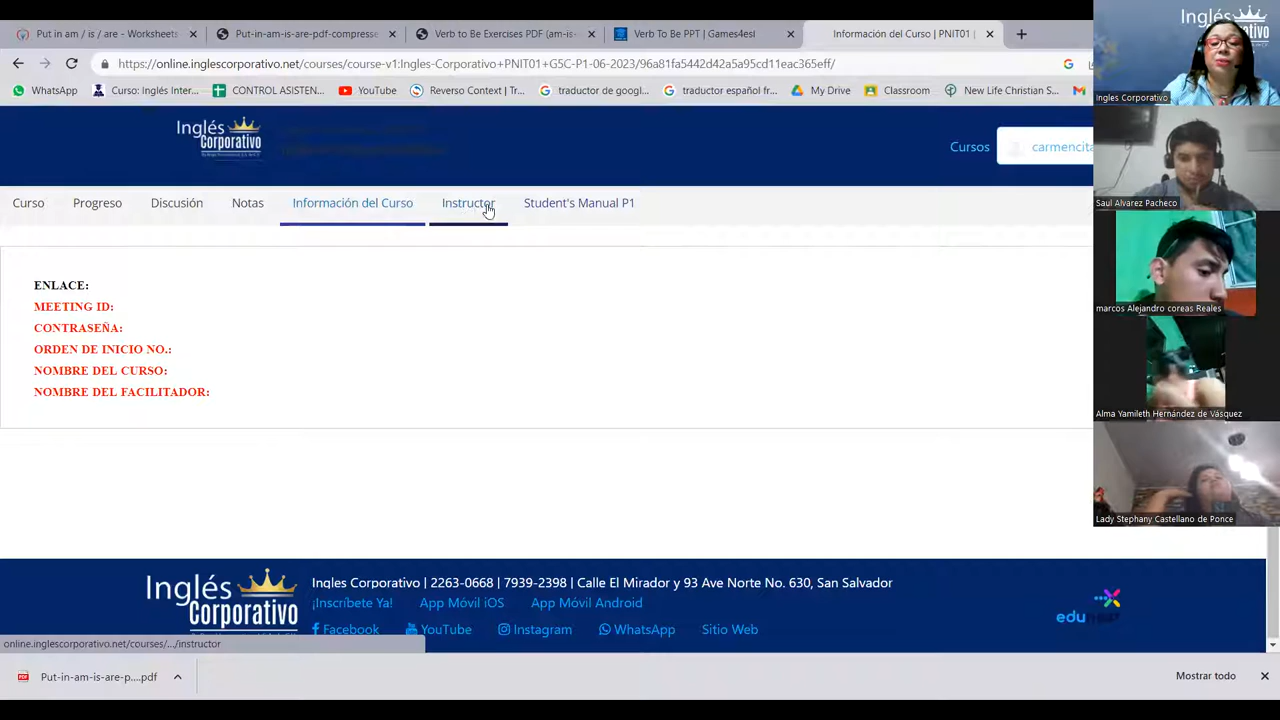 Put in am / is / are - Worksheets
Put-in-am-is-are-pdf-compresse
Verb to Be Exercises PDF (am-is-
Verb To Be PPT | Games4esl
Información del Curso | PNIT01 |
https://online.inglescorporativo.net/courses/course-v1:Ingles-Corporativo+PNIT01+G5C-P1-06-2023/96a81fa5442d42a5a95cd11eac365eff/
WhatsApp
Curso: Inglés Inter...
CONTROL ASISTEN...
YouTube
Reverso Context | Tr...
traductor de googl...
traductor español fr...
My Drive
Classroom
New Life Christian S...
Inglés
Corporativo
Cursos
carmencita
Curso
Progreso
Discusión
Notas
Información del Curso
Instructor
Student's Manual P1
ENLACE:
MEETING ID:
CONTRASEÑA:
ORDEN DE INICIO NO.:
NOMBRE DEL CURSO:
NOMBRE DEL FACILITADOR:
Inglés
Ingles Corporativo
Saul Alvarez Pacheco
marcos Alejandro coreas Reales
Alma Yamileth Hernández de Vásquez
Lady Stephany Castellano de Ponce
Inglés
Corporativo
Ingles Corporativo | 2263-0668 | 7939-2398 | Calle El Mirador y 93 Ave Norte No. 630, San Salvador
¡Inscríbete Ya!
App Móvil iOS
App Móvil Android
Facebook
YouTube
Instagram
WhatsApp
Sitio Web
online.inglescorporativo.net/courses/.../instructor
Put-in-am-is-are-p....pdf
Mostrar todo